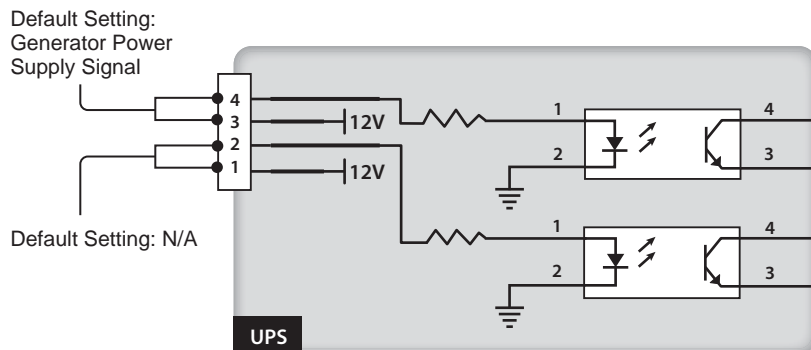 Default Setting:
Generator Power
Supply Signal
4
3
2
1
12V
12V
Default Setting: N/A
1
2
4
3
1
2
4
3
UPS